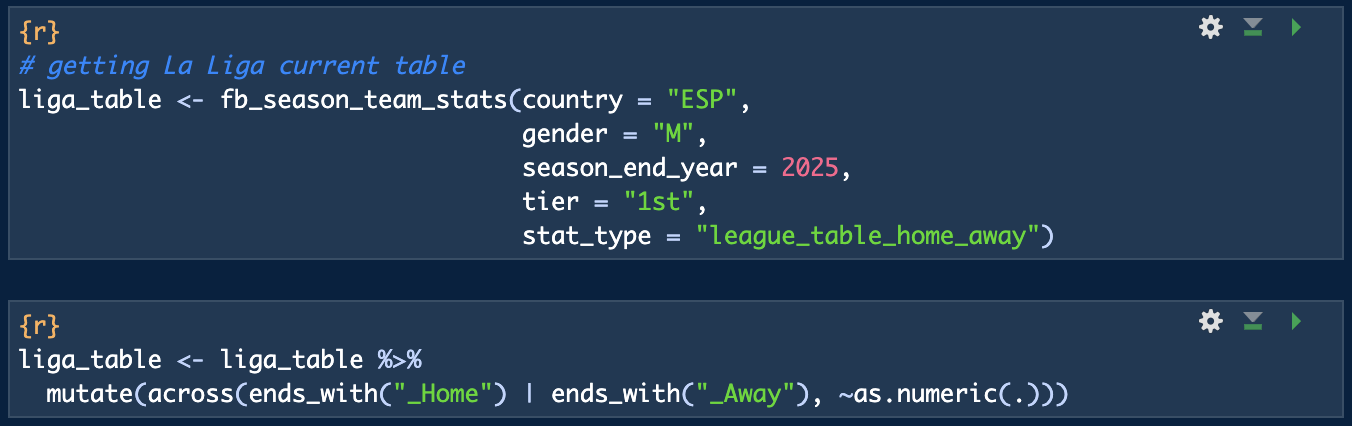 {r}
# getting La Liga current table
liga_table <- fb_season_team_stats(country = "ESP",
                                   gender = "M",
                                   season_end_year = 2025,
                                   tier = "1st",
                                   stat_type = "league_table_home_away")
{r}
liga_table <- liga_table %>%
  mutate(across(ends_with("_Home") | ends_with("_Away"), ~as.numeric(.)))